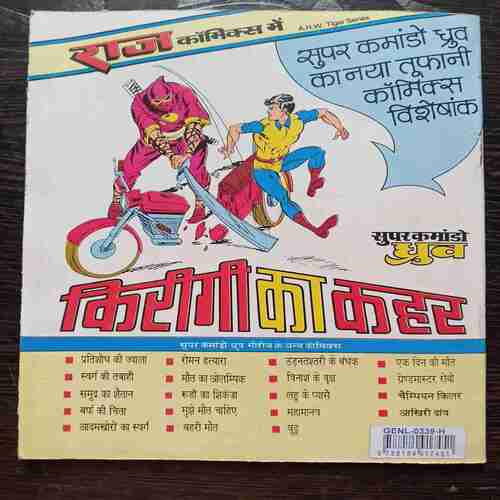 राज कॉमिक्स में
A.H.W. Tiger Series
सुपर कमांडो ध्रुव
का नया तूफानी
कॉमिक्स
विशेषांक
सुपर कमांडो
ध्रुव
किरीगी का कहर
सुपर कमांडो ध्रुव सीरीज के अन्य कॉमिक्स
प्रतिशोध की ज्वाला
स्वर्ग की तबाही
समुद्र का शैतान
बर्फ की चिता
आदमखोरों का स्वर्ग
रोमन हत्यारा
मौत का ओलम्पिक
रूहों का शिकंजा
मुझे मौत चाहिए
बहरी मौत
उड़नतश्तरी के बंधक
विनाश के वृक्ष
लहू के प्यासे
महामानव
वूडू
एक दिन की मौत
ग्रेण्डमास्टर रोबो
चैम्पियन किलर
आखिरी दांव
GENL-0339-H